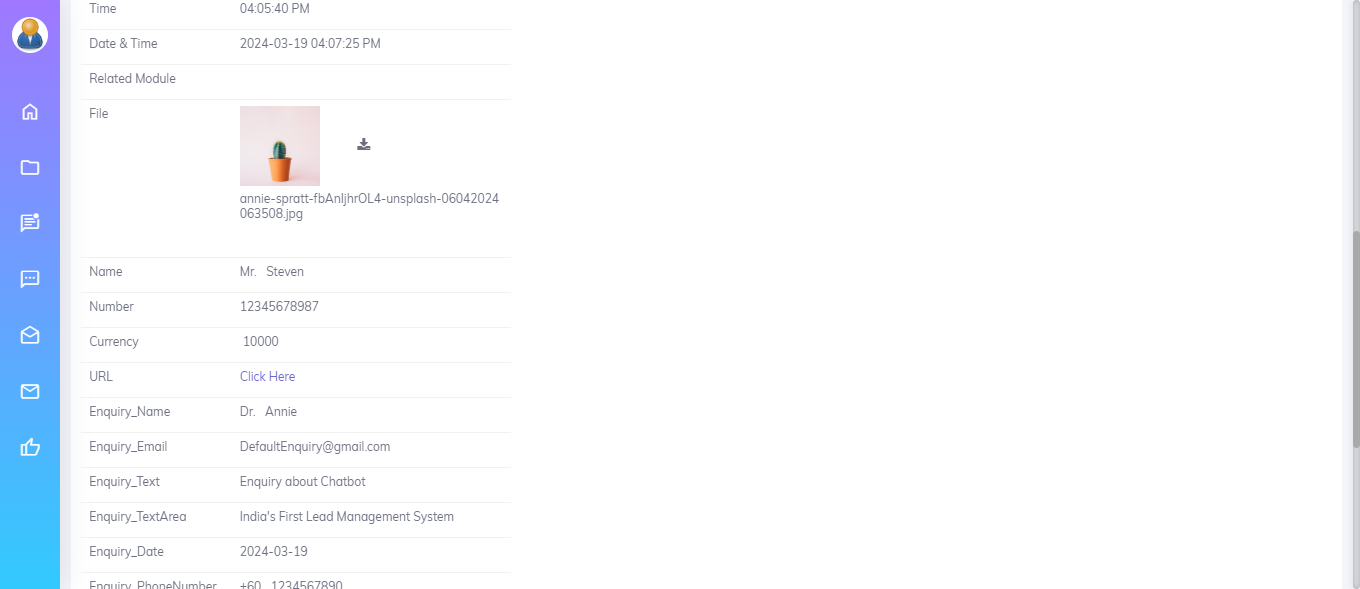 Time 04:05:40 PM
Date & Time 2024-03-19 04:07:25 PM
Related Module
File
annie-spratt-fbAnIjhrOL4-unsplash-06042024
063508.jpg
Name Mr. Steven
Number 12345678987
Currency 10000
URL Click Here
Enquiry_Name Dr. Annie
Enquiry_Email DefaultEnquiry@gmail.com
Enquiry_Text Enquiry about Chatbot
Enquiry_TextArea India's First Lead Management System
Enquiry_Date 2024-03-19
Enquiry_PhoneNumber +60 1234567890